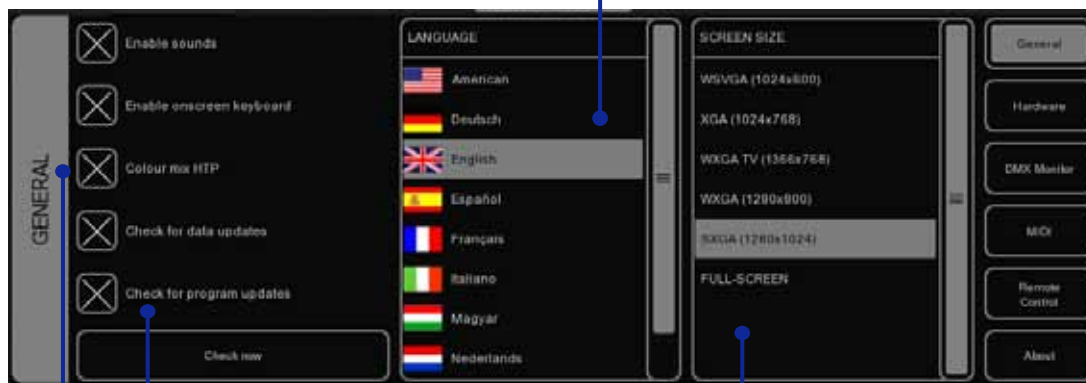 GENERAL
Enable sounds
Enable onscreen keyboard
Colour mix HTP
Check for data updates
Check for program updates
Check now
LANGUAGE
American
Deutsch
English
Español
Français
Italiano
Magyar
Nederlands
SCREEN SIZE
WSVGA (1024x600)
XGA (1024x768)
WXGA TV (1366x768)
WXGA (1280x800)
SXGA (1280x1024)
FULL-SCREEN
General
Hardware
DMX Monitor
MIDI
Remote
Control
About